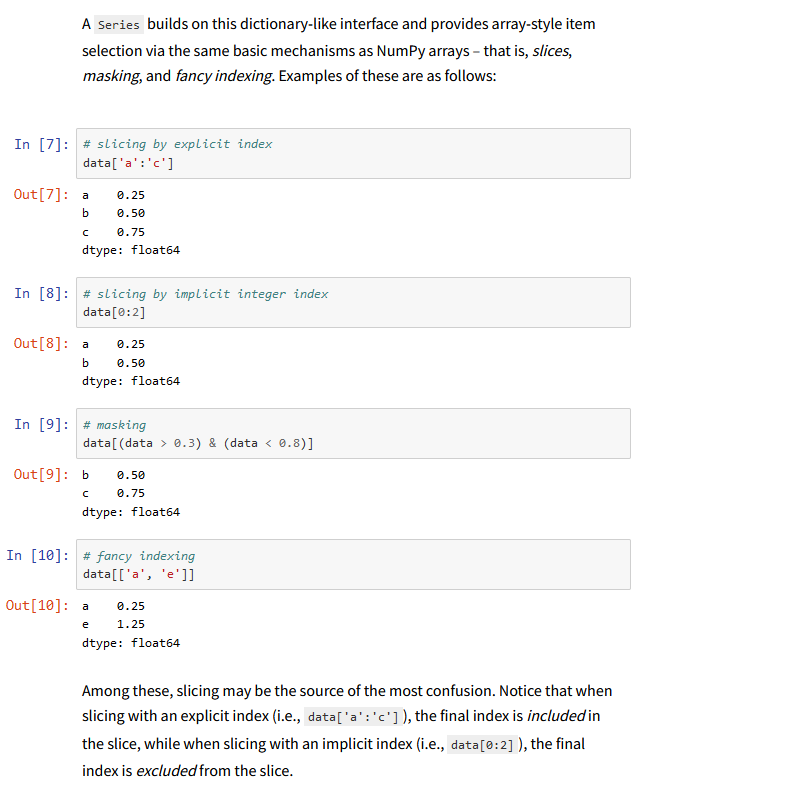 A Series builds on this dictionary-like interface and provides array-style item
selection via the same basic mechanisms as NumPy arrays – that is, slices,
masking, and fancy indexing. Examples of these are as follows:
In [7]: # slicing by explicit index
data['a':'c']
Out[7]: a    0.25
b    0.50
c    0.75
dtype: float64
In [8]: # slicing by implicit integer index
data[0:2]
Out[8]: a    0.25
b    0.50
dtype: float64
In [9]: # masking
data[(data > 0.3) & (data < 0.8)]
Out[9]: b    0.50
c    0.75
dtype: float64
In [10]: # fancy indexing
data[['a', 'e']]
Out[10]: a    0.25
e    1.25
dtype: float64
Among these, slicing may be the source of the most confusion. Notice that when
slicing with an explicit index (i.e., data['a':'c'] ), the final index is included in
the slice, while when slicing with an implicit index (i.e., data[0:2] ), the final
index is excluded from the slice.